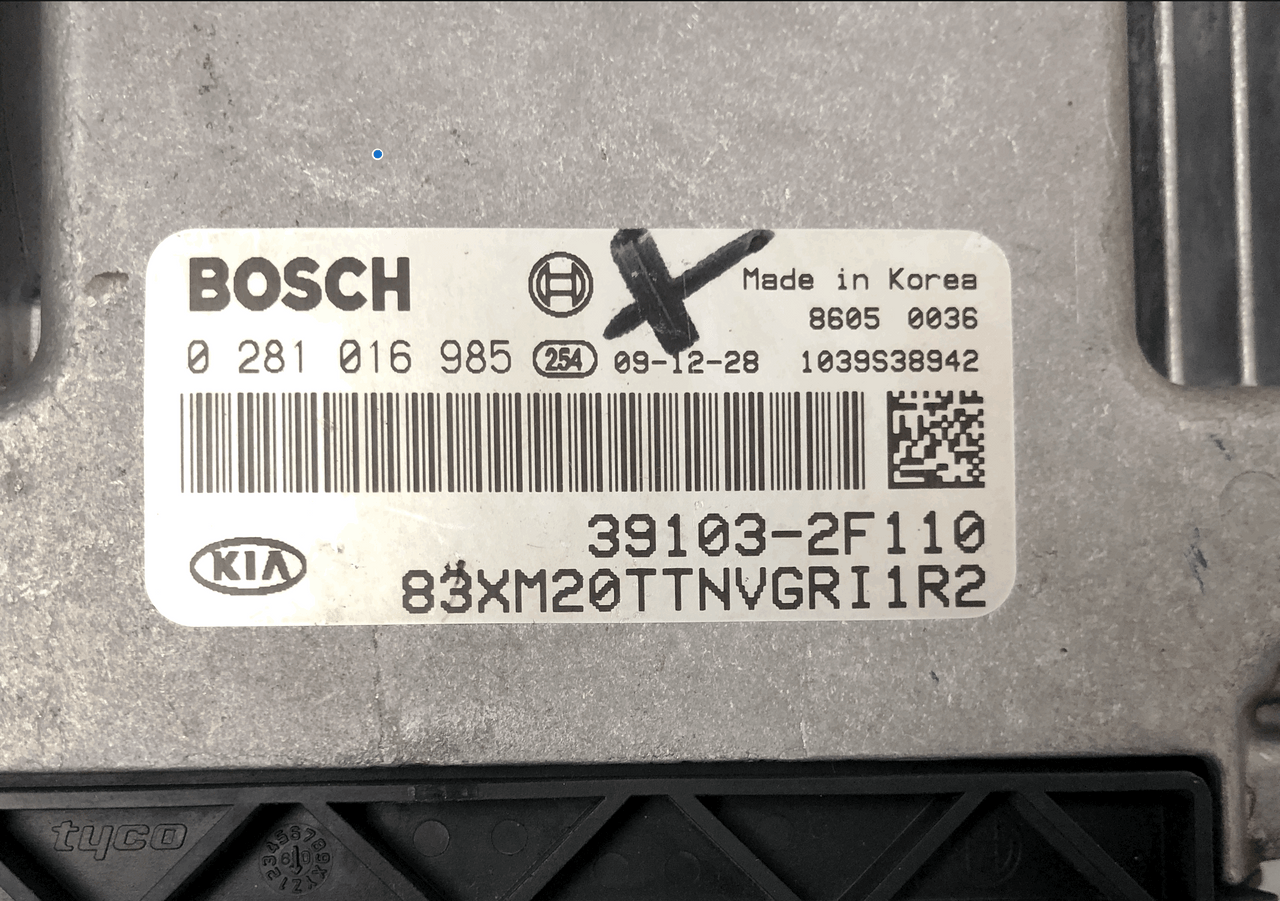 BOSCH
Made in Korea
8605 0036
0 281 016 985 254 09-12-28 1039S38942
39103-2F110
KIA
83XM20TTNVGRI1R2
tyco